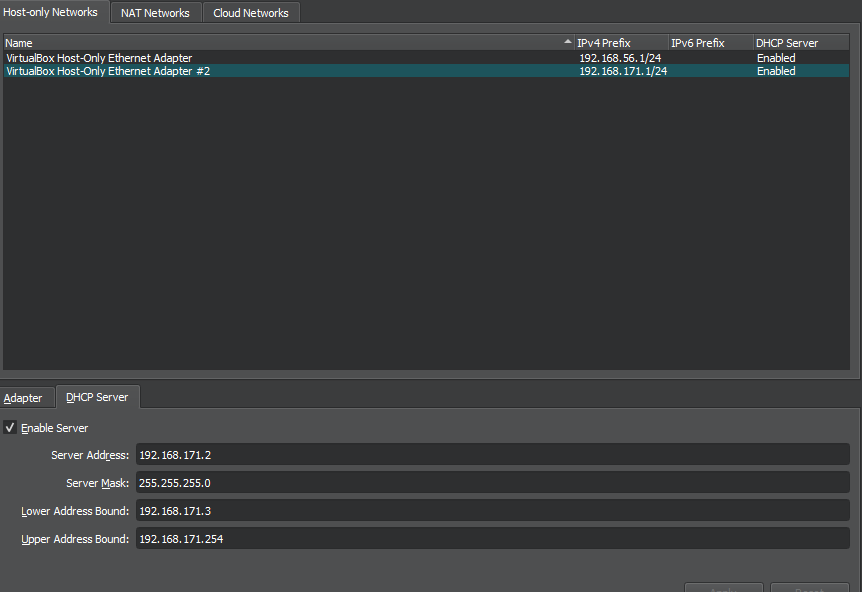 Host-only Networks NAT Networks Cloud Networks
Name IPv4 Prefix IPv6 Prefix DHCP Server
VirtualBox Host-Only Ethernet Adapter 192.168.56.1/24 Enabled
VirtualBox Host-Only Ethernet Adapter #2 192.168.171.1/24 Enabled
Adapter DHCP Server
Enable Server
Server Address: 192.168.171.2
Server Mask: 255.255.255.0
Lower Address Bound: 192.168.171.3
Upper Address Bound: 192.168.171.254